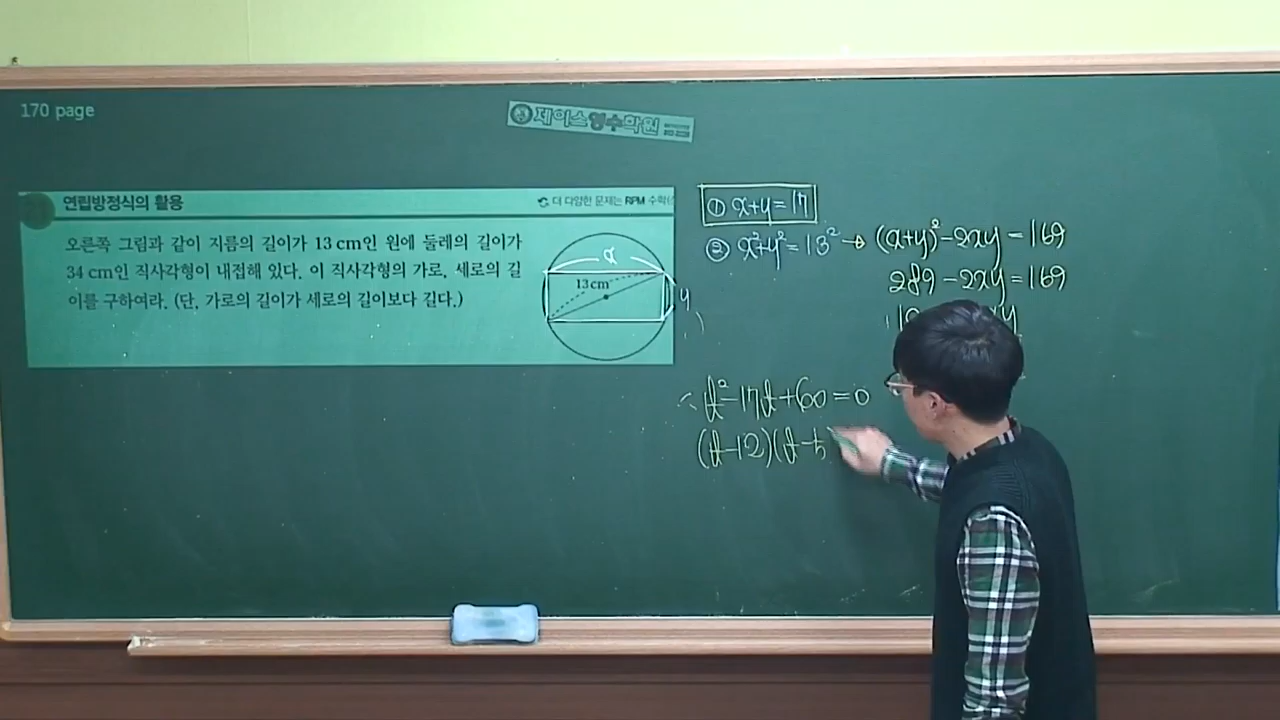 170 page
제이스영수학원
연립방정식의 활용
더 다양한 문제는 RPM 수학(
오른쪽 그림과 같이 지름의 길이가 13 cm인 원에 둘레의 길이가
34 cm인 직사각형이 내접해 있다. 이 직사각형의 가로, 세로의 길
이를 구하여라. (단, 가로의 길이가 세로의 길이보다 길다.)
x
13 cm
y
① x+y=17
② x²+y²=13² → (x+y)²-2xy=169
289-2xy=169
t²-17t+60=0
(t-12)(t-5